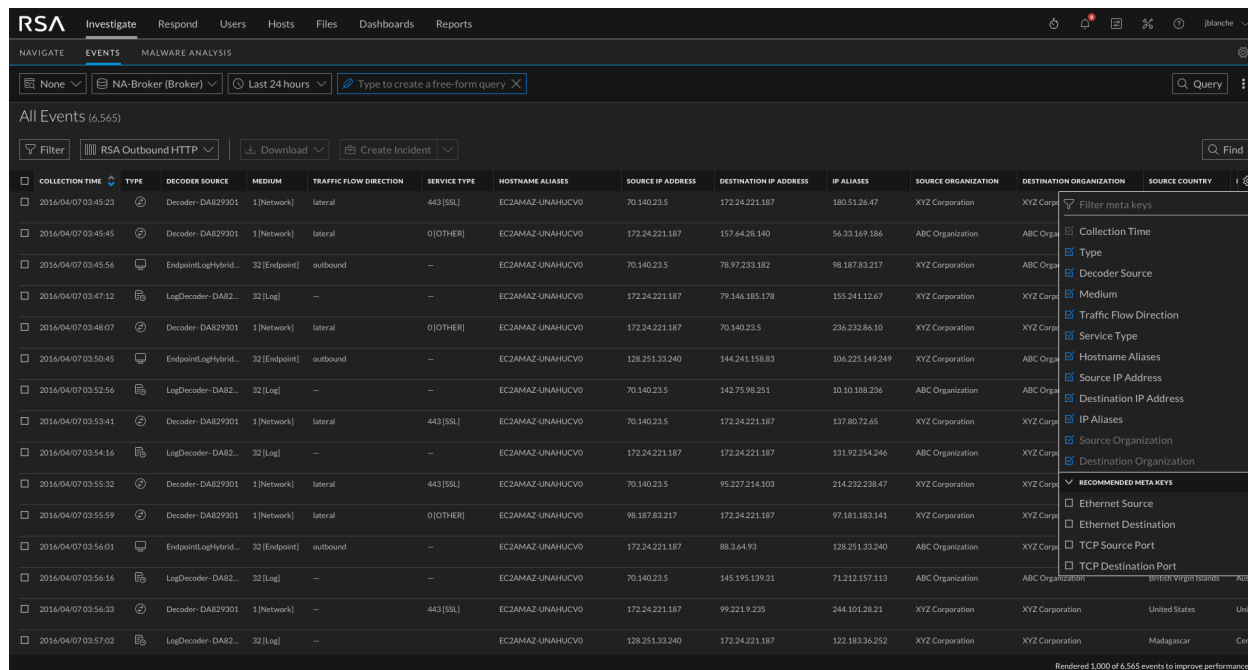 RSA Investigate Respond Users Hosts Files Dashboards Reports 9 jblanche
NAVIGATE EVENTS MALWARE ANALYSIS
None NA-Broker (Broker) Last 24 hours Type to create a free-form query Query
All Events (6,565)
Filter RSA Outbound HTTP Download Create Incident Find
COLLECTION TIME TYPE DECODER SOURCE MEDIUM TRAFFIC FLOW DIRECTION SERVICE TYPE HOSTNAME ALIASES SOURCE IP ADDRESS DESTINATION IP ADDRESS IP ALIASES SOURCE ORGANIZATION DESTINATION ORGANIZATION SOURCE COUNTRY
2016/04/07 03:45:23 Decoder- DA829301 1 [Network] lateral 443 [SSL] EC2AMAZ-UNAHUCV0 70.140.23.5 172.24.221.187 180.51.26.47 XYZ Corporation XYZ Corpo
2016/04/07 03:45:45 Decoder- DA829301 1 [Network] lateral 0 [OTHER] EC2AMAZ-UNAHUCV0 172.24.221.187 157.64.28.140 56.33.169.186 ABC Organization ABC Organ
2016/04/07 03:45:56 EndpointLogHybrid... 32 [Endpoint] outbound — EC2AMAZ-UNAHUCV0 70.140.23.5 78.97.233.182 98.187.83.217 XYZ Corporation ABC Organ
2016/04/07 03:47:12 LogDecoder- DA82... 32 [Log] — — EC2AMAZ-UNAHUCV0 172.24.221.187 79.146.185.178 155.241.12.67 XYZ Corporation XYZ Corpo
2016/04/07 03:48:07 Decoder- DA829301 1 [Network] lateral 0 [OTHER] EC2AMAZ-UNAHUCV0 172.24.221.187 70.140.23.5 236.232.86.10 XYZ Corporation XYZ Corpo
2016/04/07 03:50:45 EndpointLogHybrid... 32 [Endpoint] outbound — EC2AMAZ-UNAHUCV0 128.251.33.240 144.241.158.83 106.225.149.249 XYZ Corporation ABC Organ
2016/04/07 03:52:56 LogDecoder- DA82... 32 [Log] — — EC2AMAZ-UNAHUCV0 70.140.23.5 142.75.98.251 10.10.188.236 ABC Organization ABC Organ
2016/04/07 03:53:41 Decoder- DA829301 1 [Network] lateral 443 [SSL] EC2AMAZ-UNAHUCV0 70.140.23.5 172.24.221.187 137.80.72.65 XYZ Corporation XYZ Corpo
2016/04/07 03:54:16 LogDecoder- DA82... 32 [Log] — — EC2AMAZ-UNAHUCV0 172.24.221.187 172.24.221.187 131.92.254.246 ABC Organization XYZ Corpo
2016/04/07 03:55:32 Decoder- DA829301 1 [Network] lateral 443 [SSL] EC2AMAZ-UNAHUCV0 70.140.23.5 95.227.214.103 214.232.238.47 XYZ Corporation XYZ Corpo
2016/04/07 03:55:59 Decoder- DA829301 1 [Network] lateral 0 [OTHER] EC2AMAZ-UNAHUCV0 98.187.83.217 172.24.221.187 97.181.183.141 XYZ Corporation XYZ Corpo
2016/04/07 03:56:01 EndpointLogHybrid... 32 [Endpoint] outbound — EC2AMAZ-UNAHUCV0 172.24.221.187 88.3.64.93 128.251.33.240 ABC Organization XYZ Corpo
2016/04/07 03:56:16 LogDecoder- DA82... 32 [Log] — — EC2AMAZ-UNAHUCV0 70.140.23.5 145.195.139.31 71.212.157.113 ABC Organization ABC Organization British Virgin Islands Aus
2016/04/07 03:56:33 Decoder- DA829301 1 [Network] — 443 [SSL] EC2AMAZ-UNAHUCV0 172.24.221.187 99.221.9.235 244.101.28.21 XYZ Corporation XYZ Corporation United States Uni
2016/04/07 03:57:02 LogDecoder- DA82... 32 [Log] — EC2AMAZ-UNAHUCV0 128.251.33.240 172.24.221.187 122.183.36.252 XYZ Corporation XYZ Corporation Madagascar Cen
Filter meta keys
Collection Time
Type
Decoder Source
Medium
Traffic Flow Direction
Service Type
Hostname Aliases
Source IP Address
Destination IP Address
IP Aliases
Source Organization
Destination Organization
RECOMMENDED META KEYS
Ethernet Source
Ethernet Destination
TCP Source Port
TCP Destination Port
Rendered 1,000 of 6,565 events to improve performance